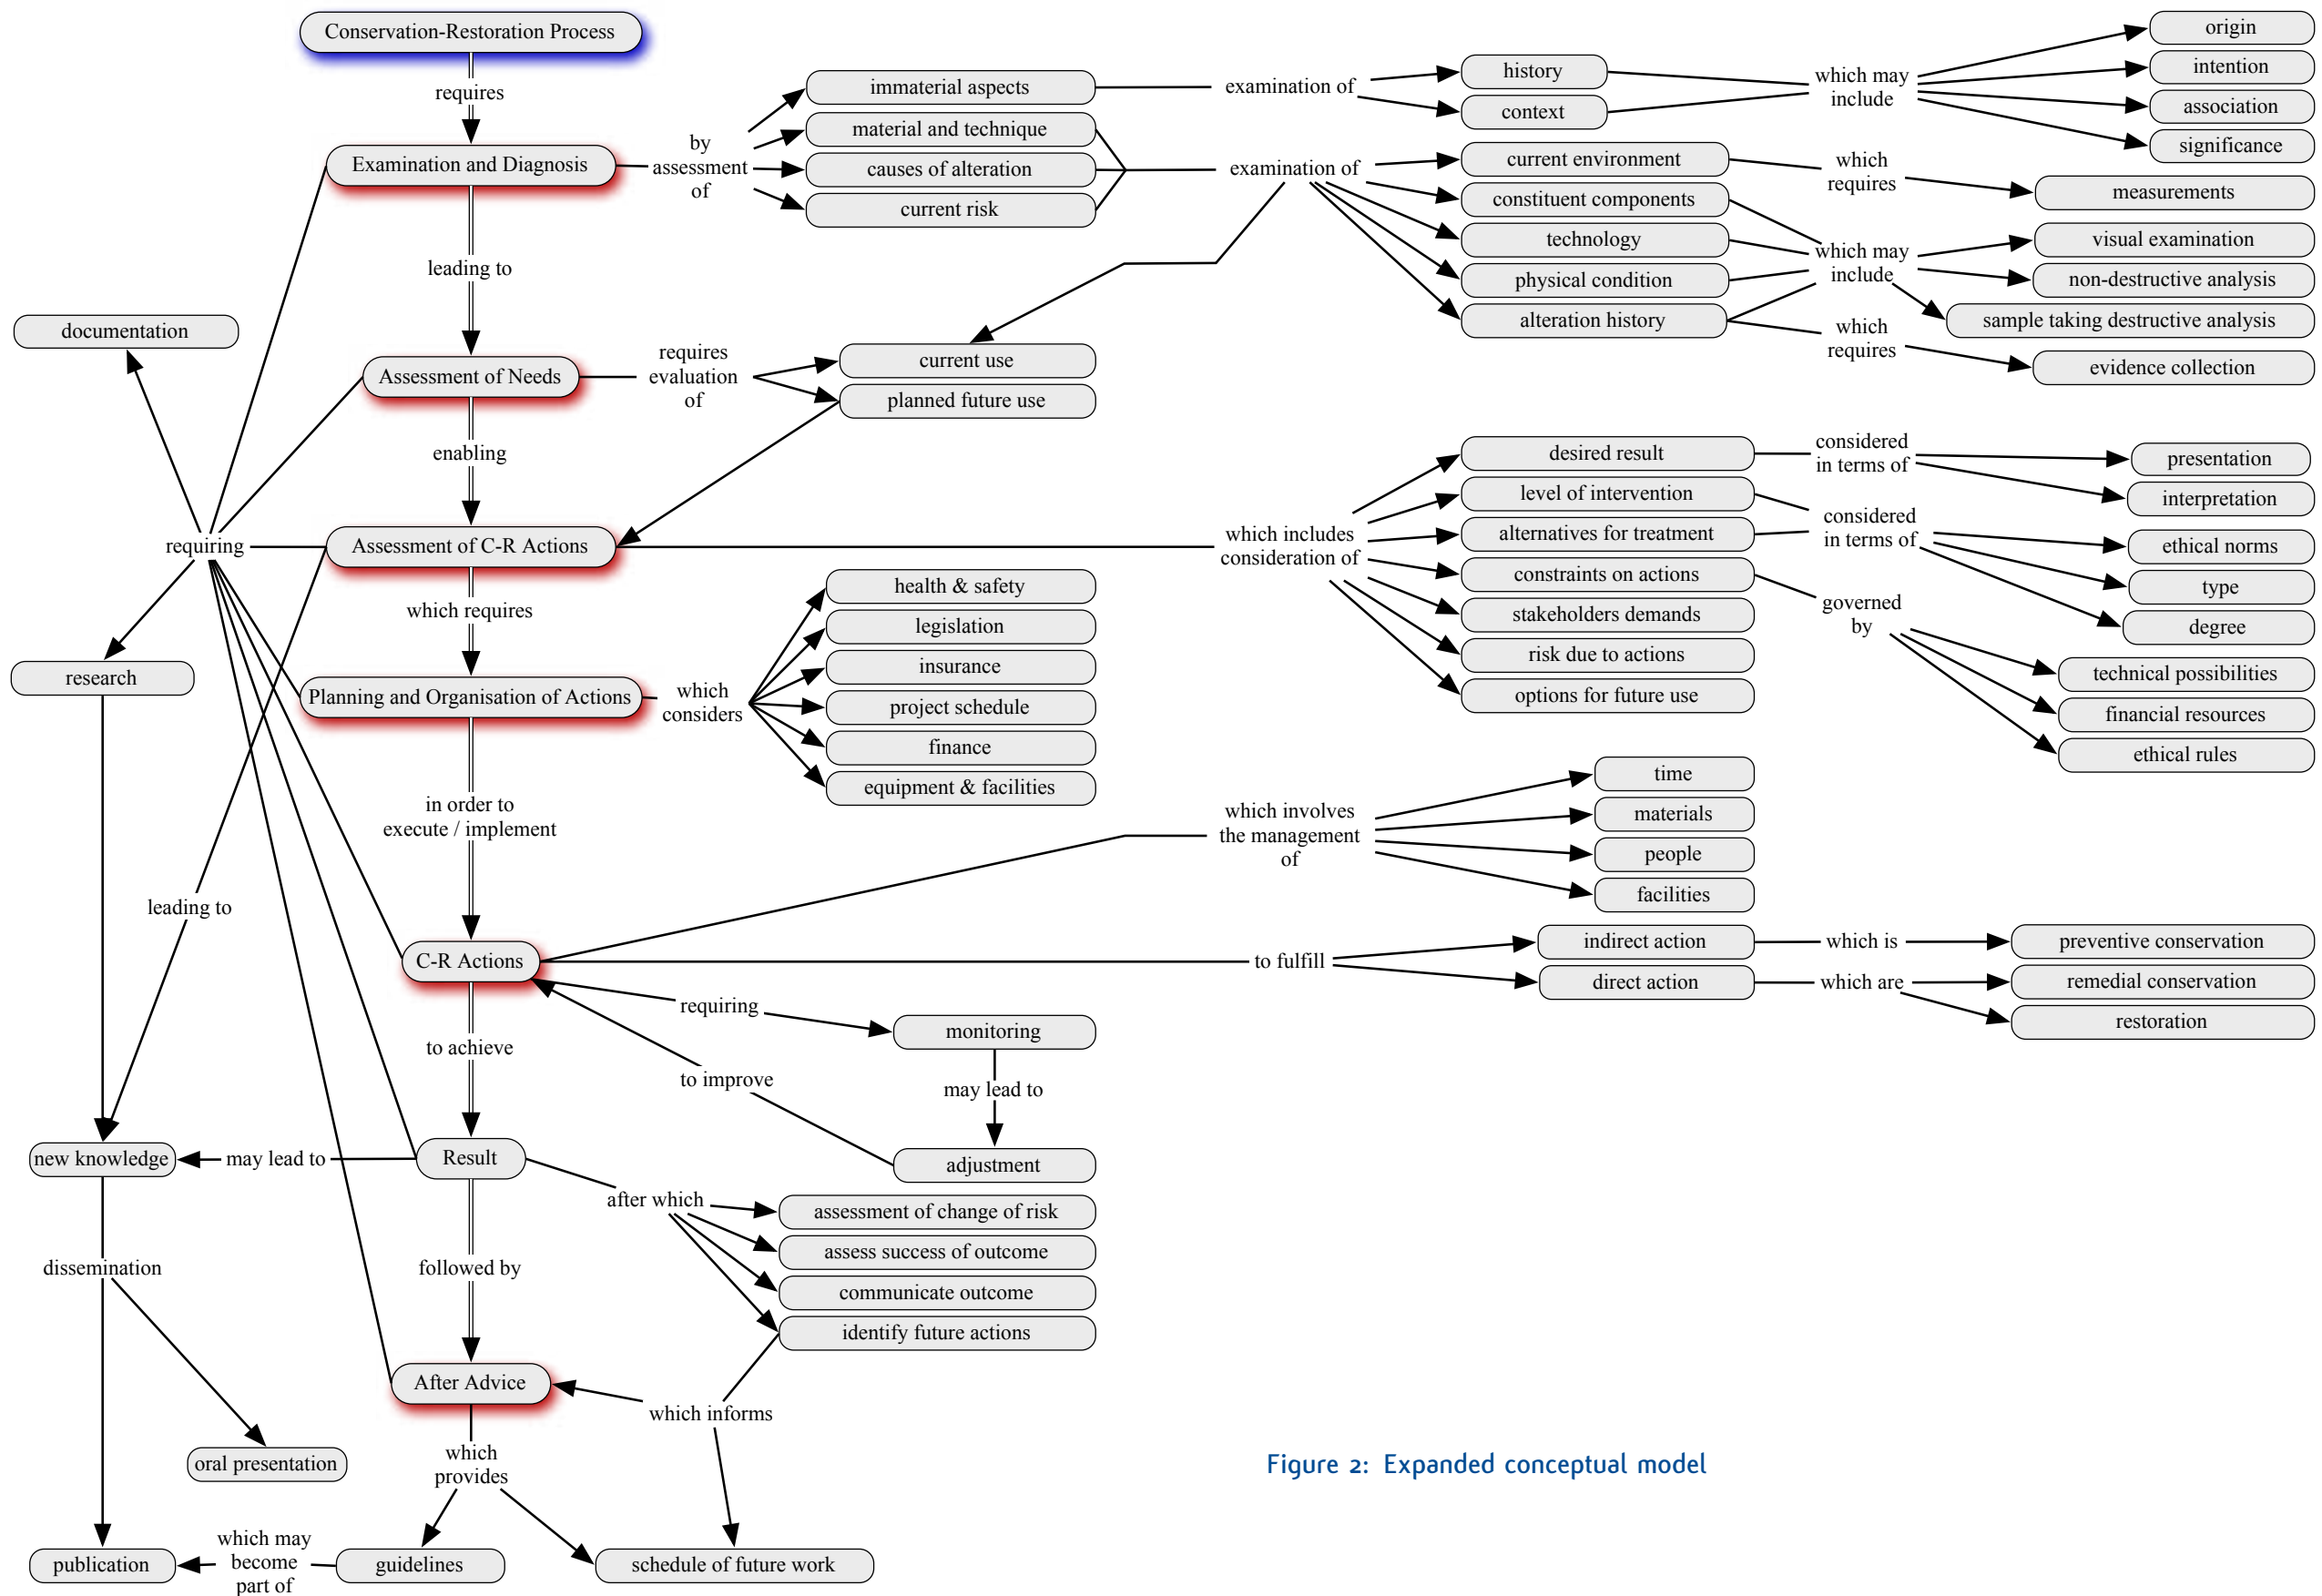 Conservation-Restoration Process
requires
Examination and Diagnosis
by
assessment
of
immaterial aspects
material and technique
causes of alteration
current risk
examination of
history
context
which may
include
origin
intention
association
significance
examination of
current environment
constituent components
technology
physical condition
alteration history
which
requires
measurements
which may
include
visual examination
non-destructive analysis
sample taking destructive analysis
which
requires
evidence collection
leading to
documentation
Assessment of Needs
requires
evaluation
of
current use
planned future use
enabling
requiring
Assessment of C-R Actions
which includes
consideration of
desired result
level of intervention
alternatives for treatment
constraints on actions
stakeholders demands
risk due to actions
options for future use
considered
in terms of
presentation
interpretation
considered
in terms of
ethical norms
type
degree
governed
by
technical possibilities
financial resources
ethical rules
which requires
research
Planning and Organisation of Actions
which
considers
health & safety
legislation
insurance
project schedule
finance
equipment & facilities
in order to
execute / implement
leading to
which involves
the management
of
time
materials
people
facilities
C-R Actions
to fulfill
indirect action
direct action
which is
which are
preventive conservation
remedial conservation
restoration
requiring
monitoring
to achieve
to improve
may lead to
adjustment
new knowledge
may lead to
Result
after which
assessment of change of risk
assess success of outcome
communicate outcome
identify future actions
dissemination
followed by
After Advice
which informs
which
provides
oral presentation
publication
which may
become
part of
guidelines
schedule of future work
Figure 2: Expanded conceptual model